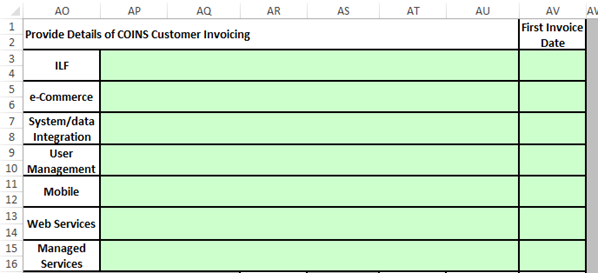 AO AP AQ AR AS AT AU AV
1
Provide Details of COINS Customer Invoicing
First Invoice
2
Date
3
ILF
4
5
e-Commerce
6
7
System/data
8
Integration
9
User
10
Management
11
Mobile
12
13
Web Services
14
15
Managed
16
Services